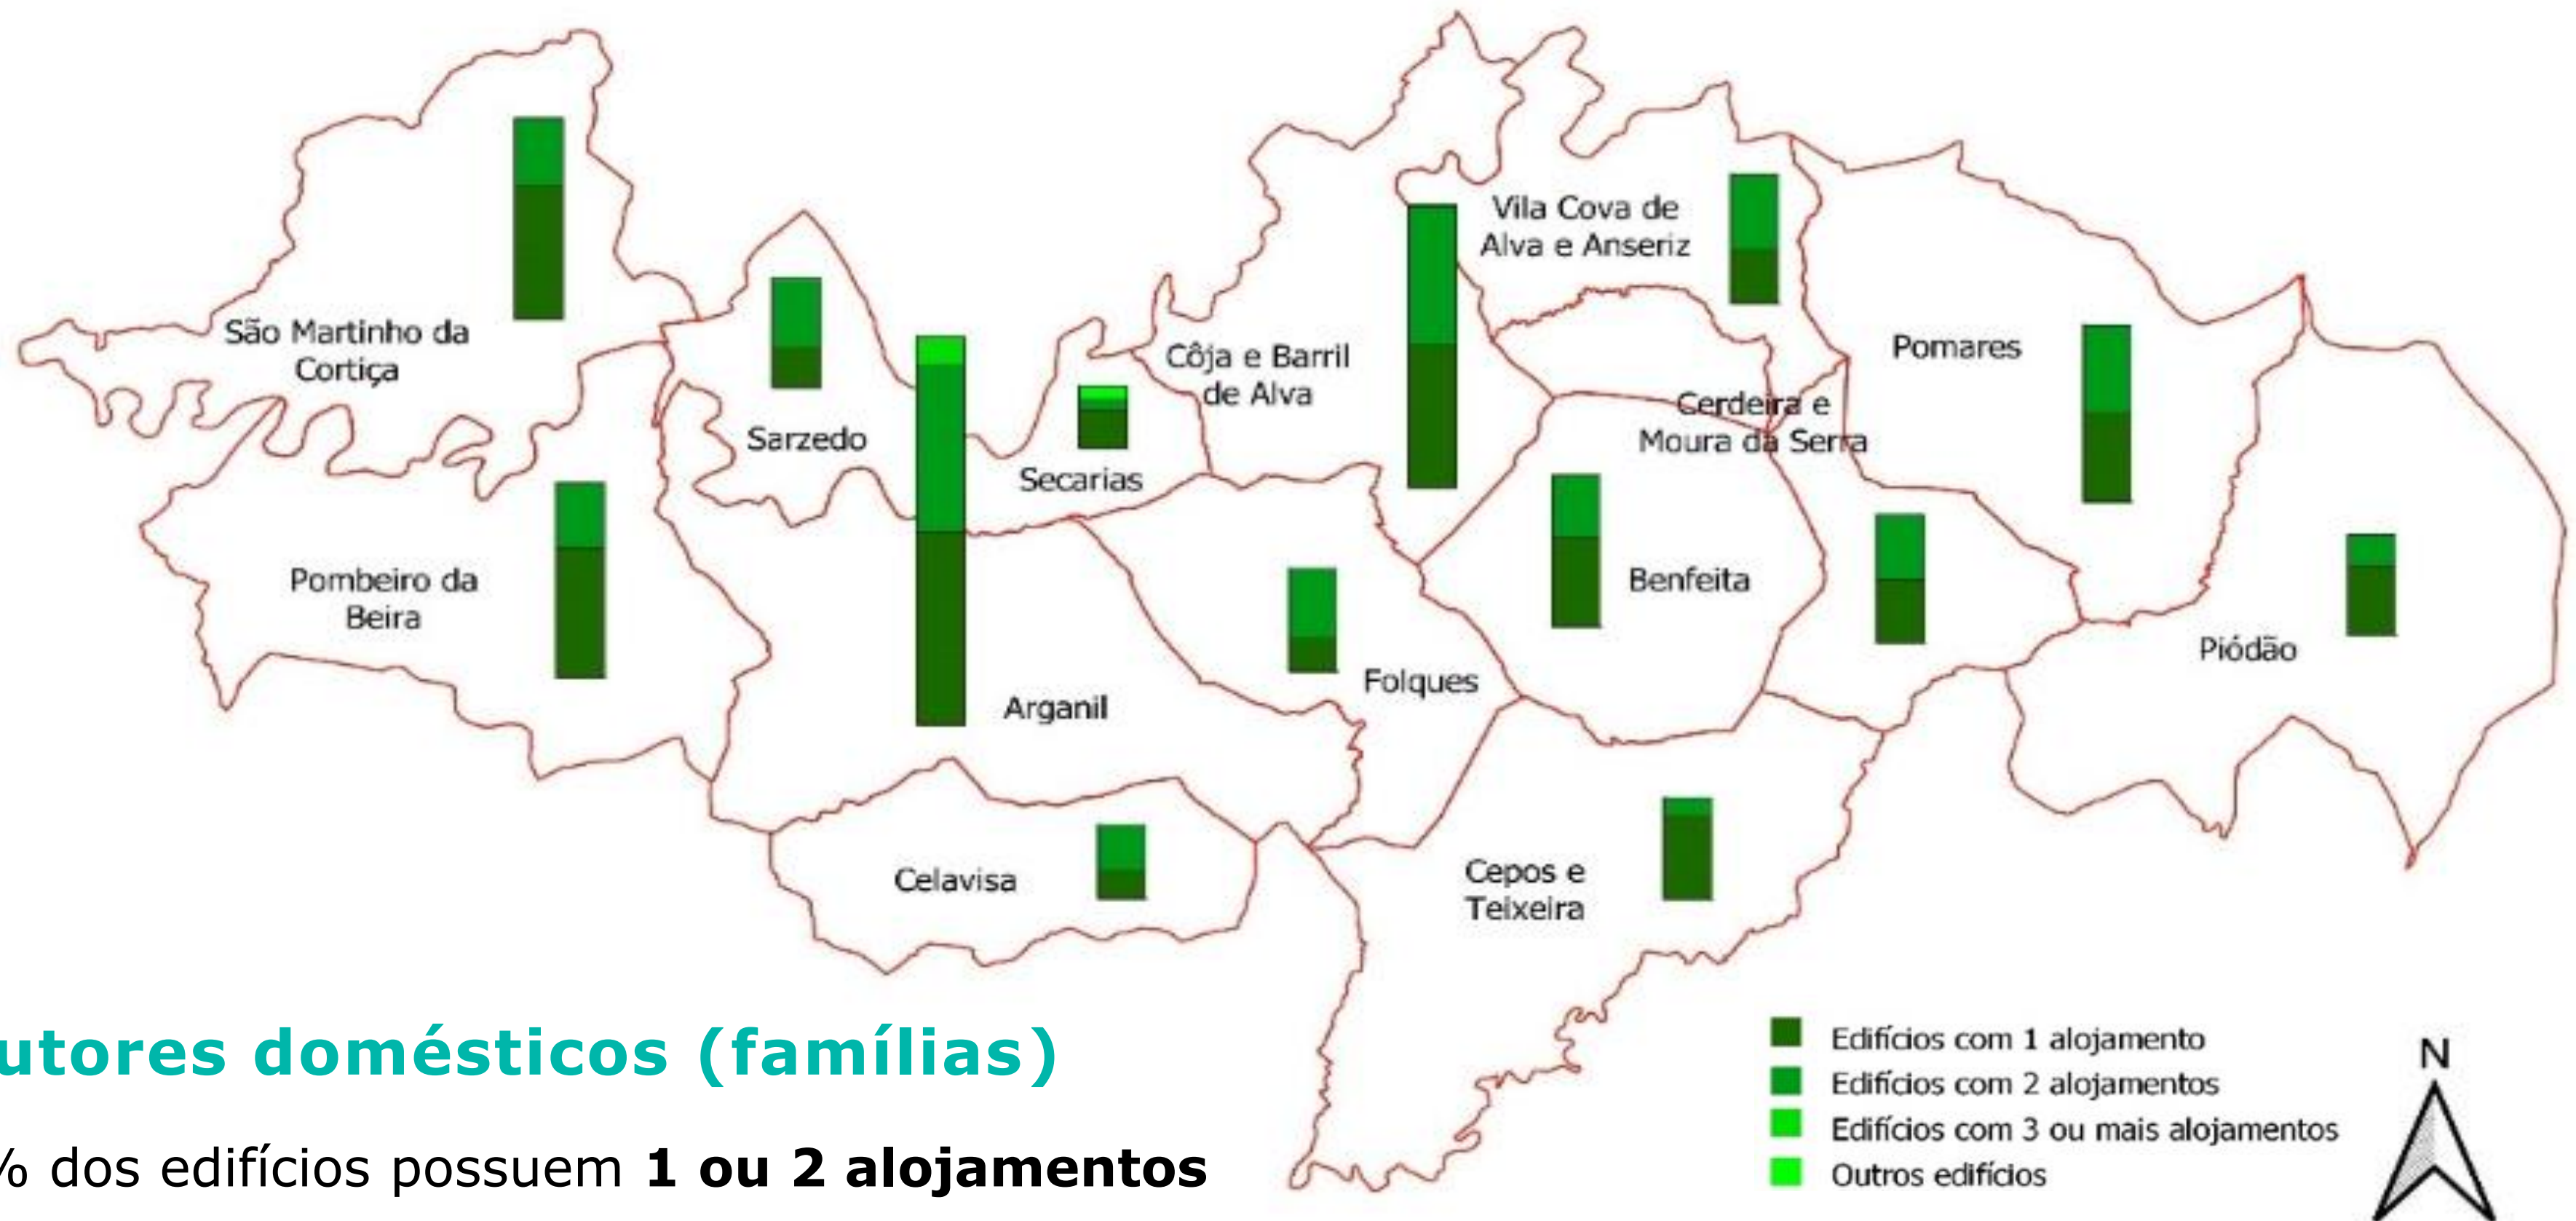 São Martinho da
Cortiça
Sarzedo
Secarias
Côja e Barril
de Alva
Vila Cova de
Alva e Anseriz
Cerdeira e
Moura da Serra
Pomares
Pombeiro da
Beira
Arganil
Folques
Benfeita
Piódão
Celavisa
Cepos e
Teixeira
utores domésticos (famílias)
% dos edifícios possuem 1 ou 2 alojamentos
Edifícios com 1 alojamento
Edifícios com 2 alojamentos
Edifícios com 3 ou mais alojamentos
Outros edifícios
N